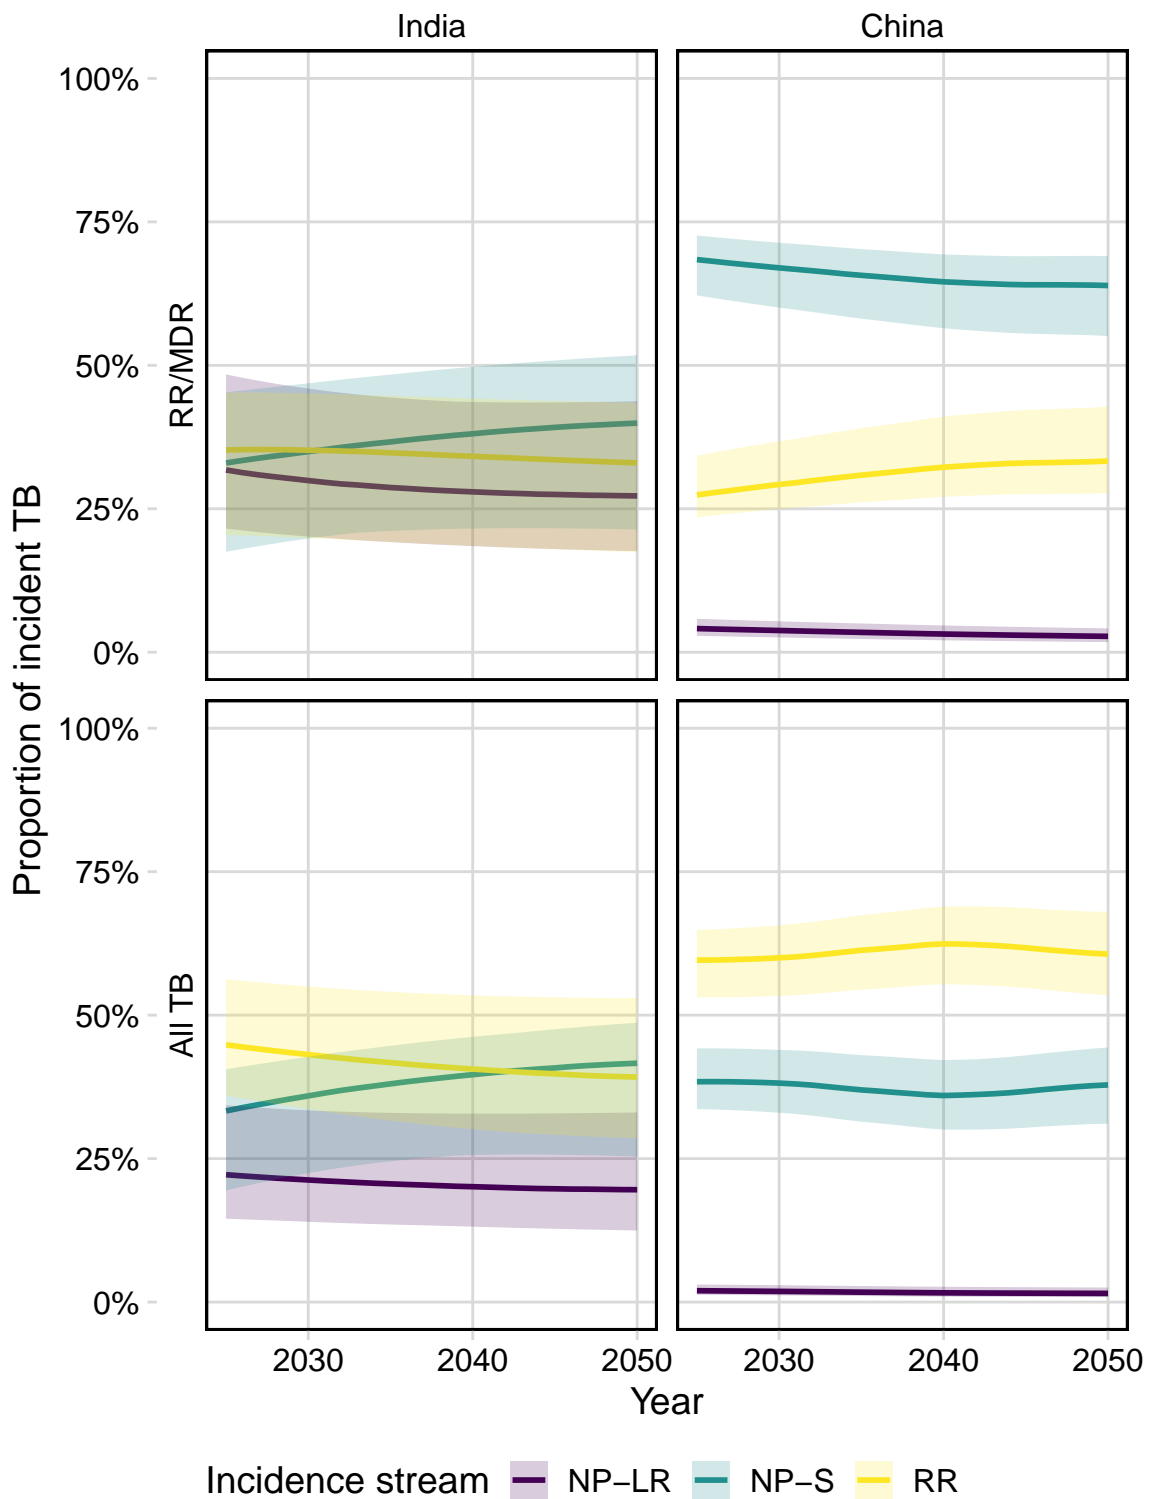 India
China
Proportion of incident TB
RR/MDR
100%
75%
50%
25%
0%
All TB
100%
75%
50%
25%
0%
2030 2040 2050
2030 2040 2050
Year
Incidence stream NP−LR NP−S RR